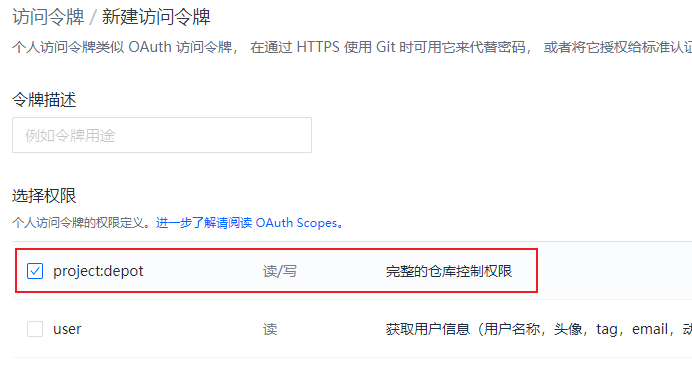 访问令牌 / 新建访问令牌
个人访问令牌类似 OAuth 访问令牌， 在通过 HTTPS 使用 Git 时可用它来代替密码， 或者将它授权给标准认证
令牌描述
例如令牌用途
选择权限
个人访问令牌的权限定义。进一步了解请阅读 OAuth Scopes。
project:depot 读/写 完整的仓库控制权限
user 读 获取用户信息（用户名称，头像，tag，email，动